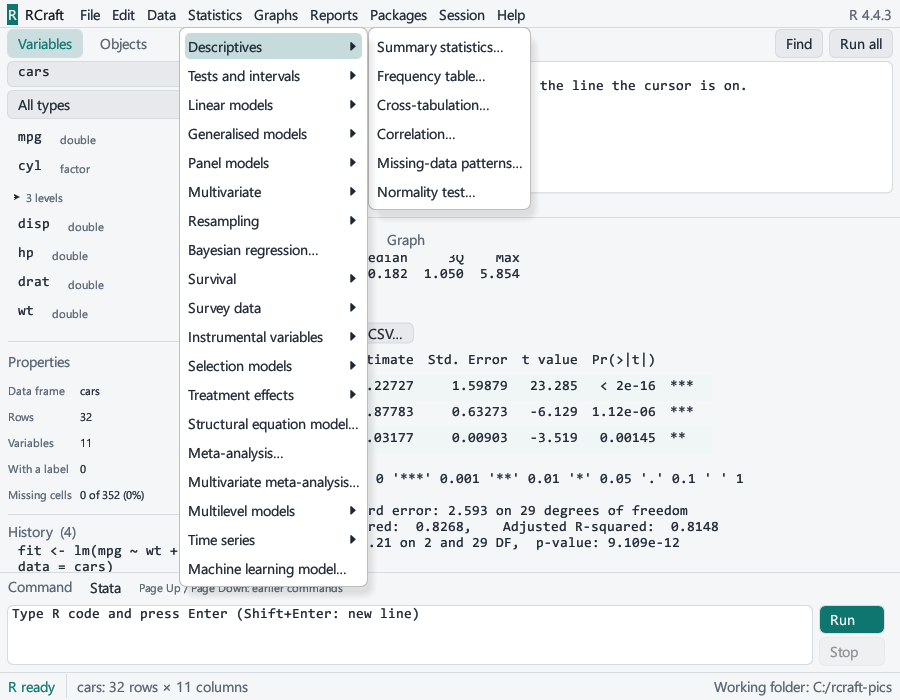 R RCraft File Edit Data Statistics Graphs Reports Packages Session Help R 4.4.3
Variables Objects Find Run all
cars
All types
mpg double
cyl factor
3 levels
disp double
hp double
drat double
wt double
Properties
Data frame cars
Rows 32
Variables 11
With a label 0
Missing cells 0 of 352 (0%)
History (4)
fit <- lm(mpg ~ wt +
data = cars)
Descriptives
Tests and intervals
Linear models
Generalised models
Panel models
Multivariate
Resampling
Bayesian regression...
Survival
Survey data
Instrumental variables
Selection models
Treatment effects
Structural equation model...
Meta-analysis...
Multivariate meta-analysis...
Multilevel models
Time series
Machine learning model...
Summary statistics...
Frequency table...
Cross-tabulation...
Correlation...
Missing-data patterns...
Normality test...
the line the cursor is on.
Graph
edian 3Q Max
0.182 1.050 5.854
CSV...
timate Std. Error t value Pr(>|t|)
.22727 1.59879 23.285 < 2e-16 ***
.87783 0.63273 -6.129 1.12e-06 ***
.03177 0.00903 -3.519 0.00145 **
0 '***' 0.001 '**' 0.01 '*' 0.05 '.' 0.1 ' ' 1
rd error: 2.593 on 29 degrees of freedom
red: 0.8268, Adjusted R-squared: 0.8148
.21 on 2 and 29 DF, p-value: 9.109e-12
Command Stata Page Up / Page Down: earlier commands
Type R code and press Enter (Shift+Enter: new line)
Run
Stop
R ready cars: 32 rows × 11 columns Working folder: C:/rcraft-pics